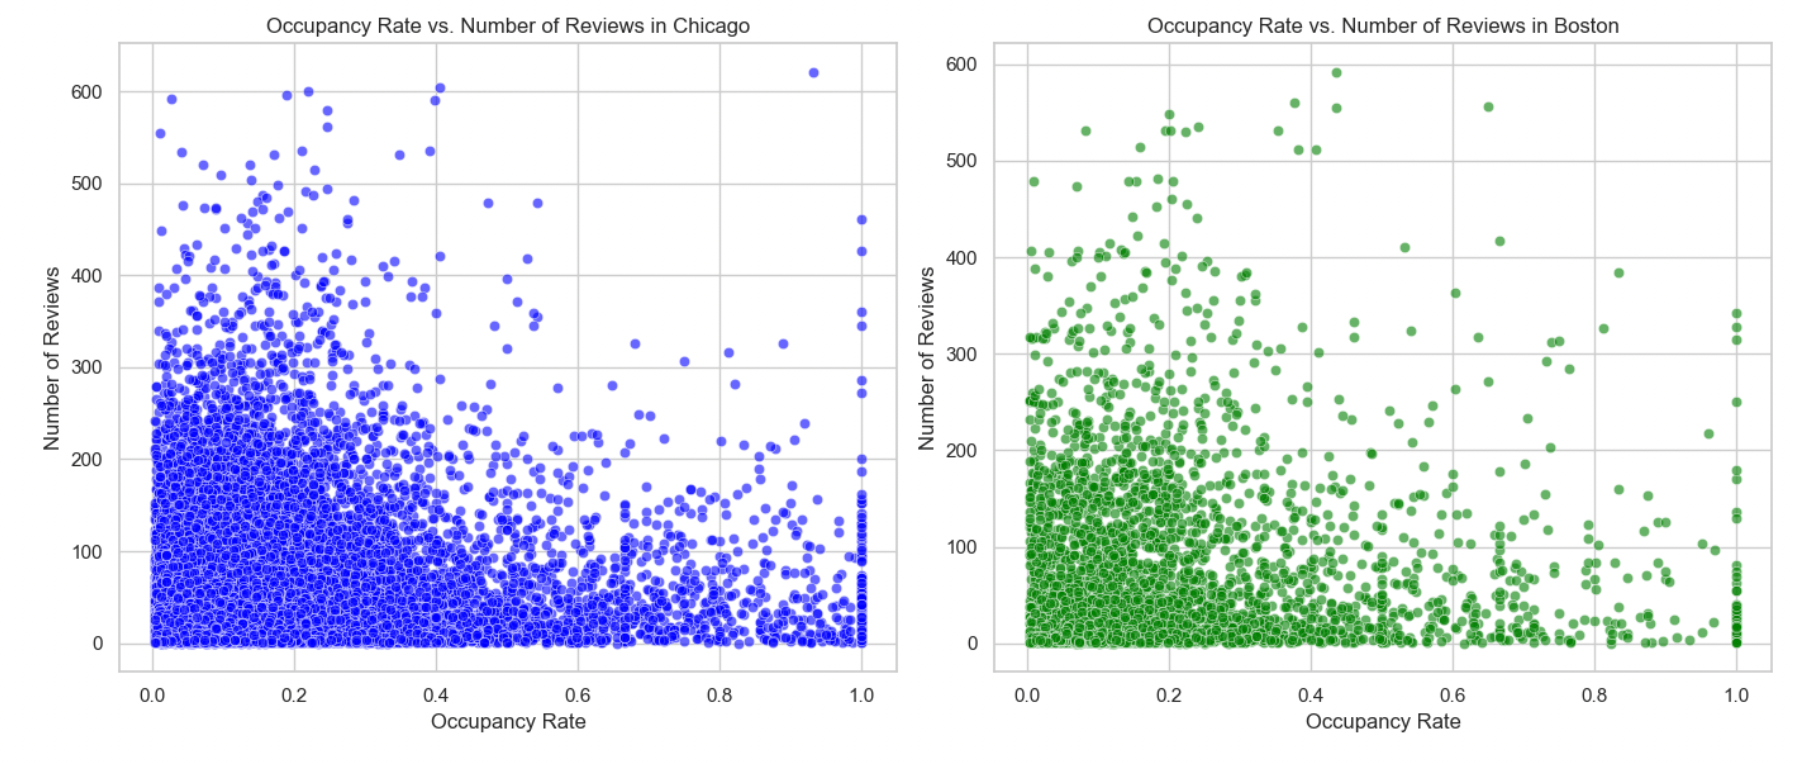 Occupancy Rate vs. Number of Reviews in Chicago
600
500
400
300
200
100
0
Number of Reviews
0.0 0.2 0.4 0.6 0.8 1.0
Occupancy Rate
Occupancy Rate vs. Number of Reviews in Boston
600
500
400
300
200
100
0
Number of Reviews
0.0 0.2 0.4 0.6 0.8 1.0
Occupancy Rate